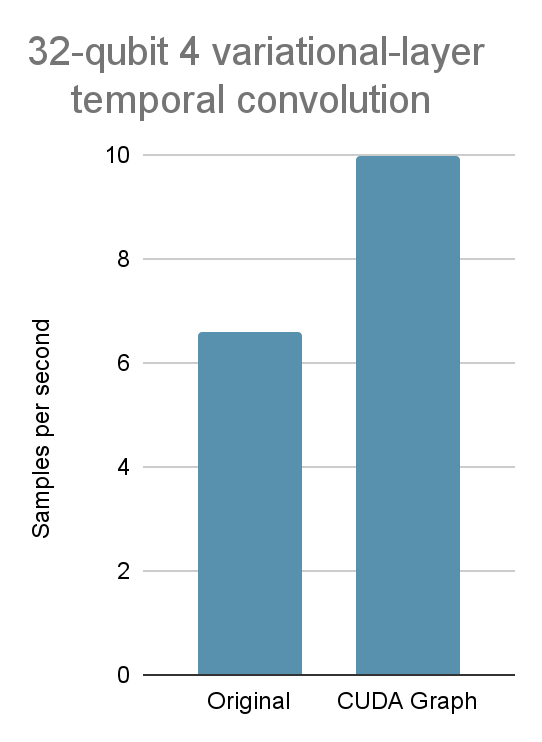 32-qubit 4 variational-layer
temporal convolution
10
8
6
4
2
0
Samples per second
Original
CUDA Graph